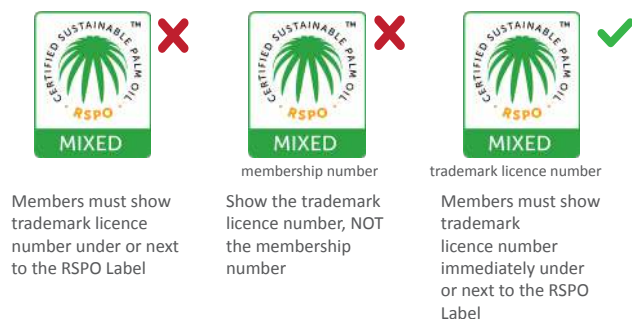 CERTIFIED SUSTAINABLE PALM OIL ™
RSPO
MIXED
CERTIFIED SUSTAINABLE PALM OIL ™
RSPO
MIXED
membership number
CERTIFIED SUSTAINABLE PALM OIL ™
RSPO
MIXED
trademark licence number
Members must show
trademark licence
number under or next
to the RSPO Label
Show the trademark
licence number, NOT
the membership
number
Members must show
trademark
licence number
immediately under
or next to the RSPO
Label